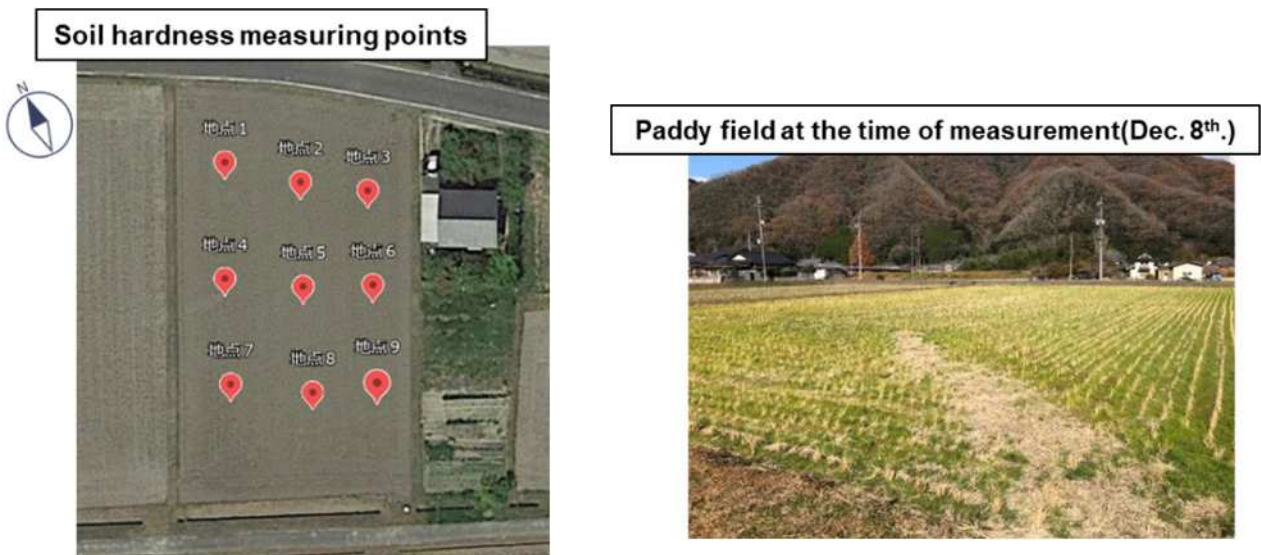 Soil hardness measuring points
N
地点1
地点2
地点3
地点4
地点5
地点6
地点7
地点8
地点9
Paddy field at the time of measurement(Dec. 8th.)